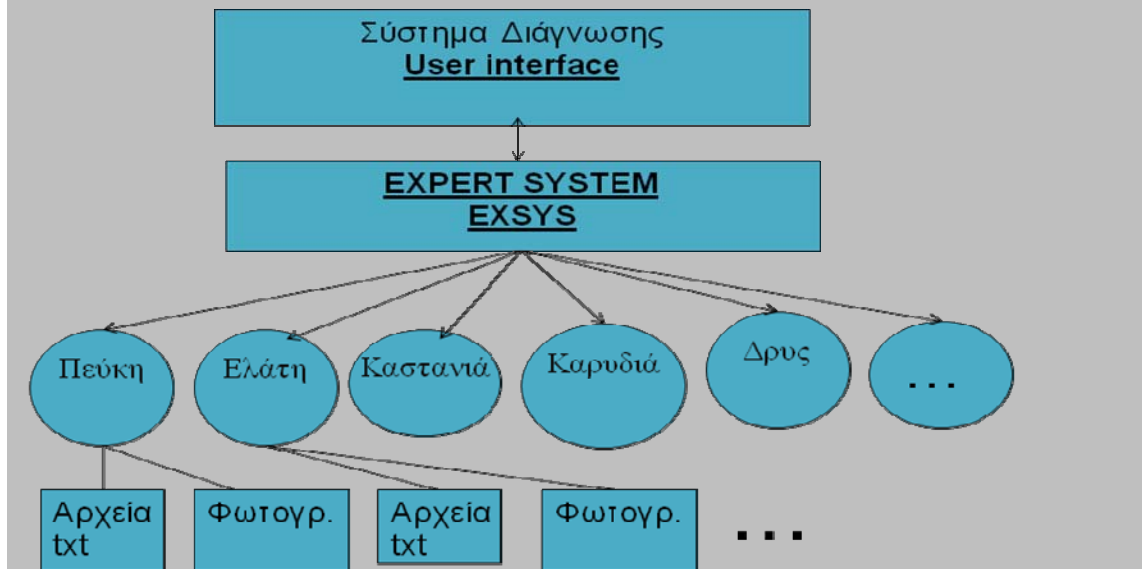 Σύστημα Διάγνωσης
User interface
EXPERT SYSTEM
EXSYS
Πεύκη
Ελάτη
Καστανιά
Καρυδιά
Δρυς
...
Αρχεία
txt
Φωτογρ.
Αρχεία
txt
Φωτογρ.
...